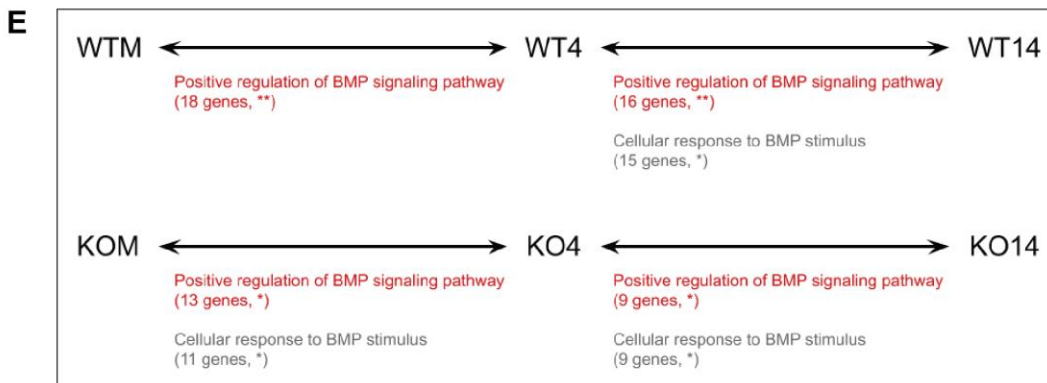 E
WTM WT4 WT14
Positive regulation of BMP signaling pathway
(18 genes, **)
Positive regulation of BMP signaling pathway
(16 genes, **)
Cellular response to BMP stimulus
(15 genes, *)
KOM KO4 KO14
Positive regulation of BMP signaling pathway
(13 genes, *)
Cellular response to BMP stimulus
(11 genes, *)
Positive regulation of BMP signaling pathway
(9 genes, *)
Cellular response to BMP stimulus
(9 genes, *)